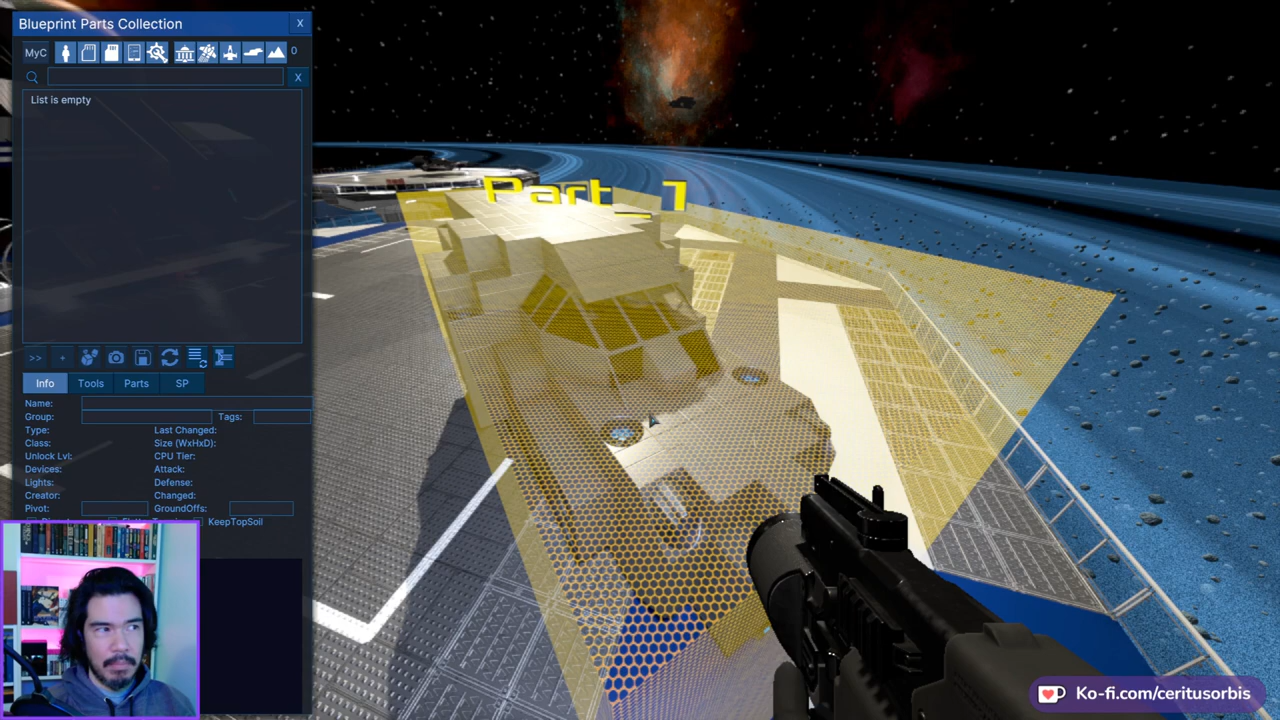 Blueprint Parts Collection X
MyC 0
X
List is empty
>> +
Info Tools Parts SP
Name:
Group: Tags:
Type: Last Changed:
Class: Size (WxHxD):
Unlock Lvl: CPU Tier:
Devices: Attack:
Lights: Defense:
Creator: Changed:
Pivot: GroundOffs:
KeepTopSoil
Part_1
Ko-fi.com/ceritusorbis